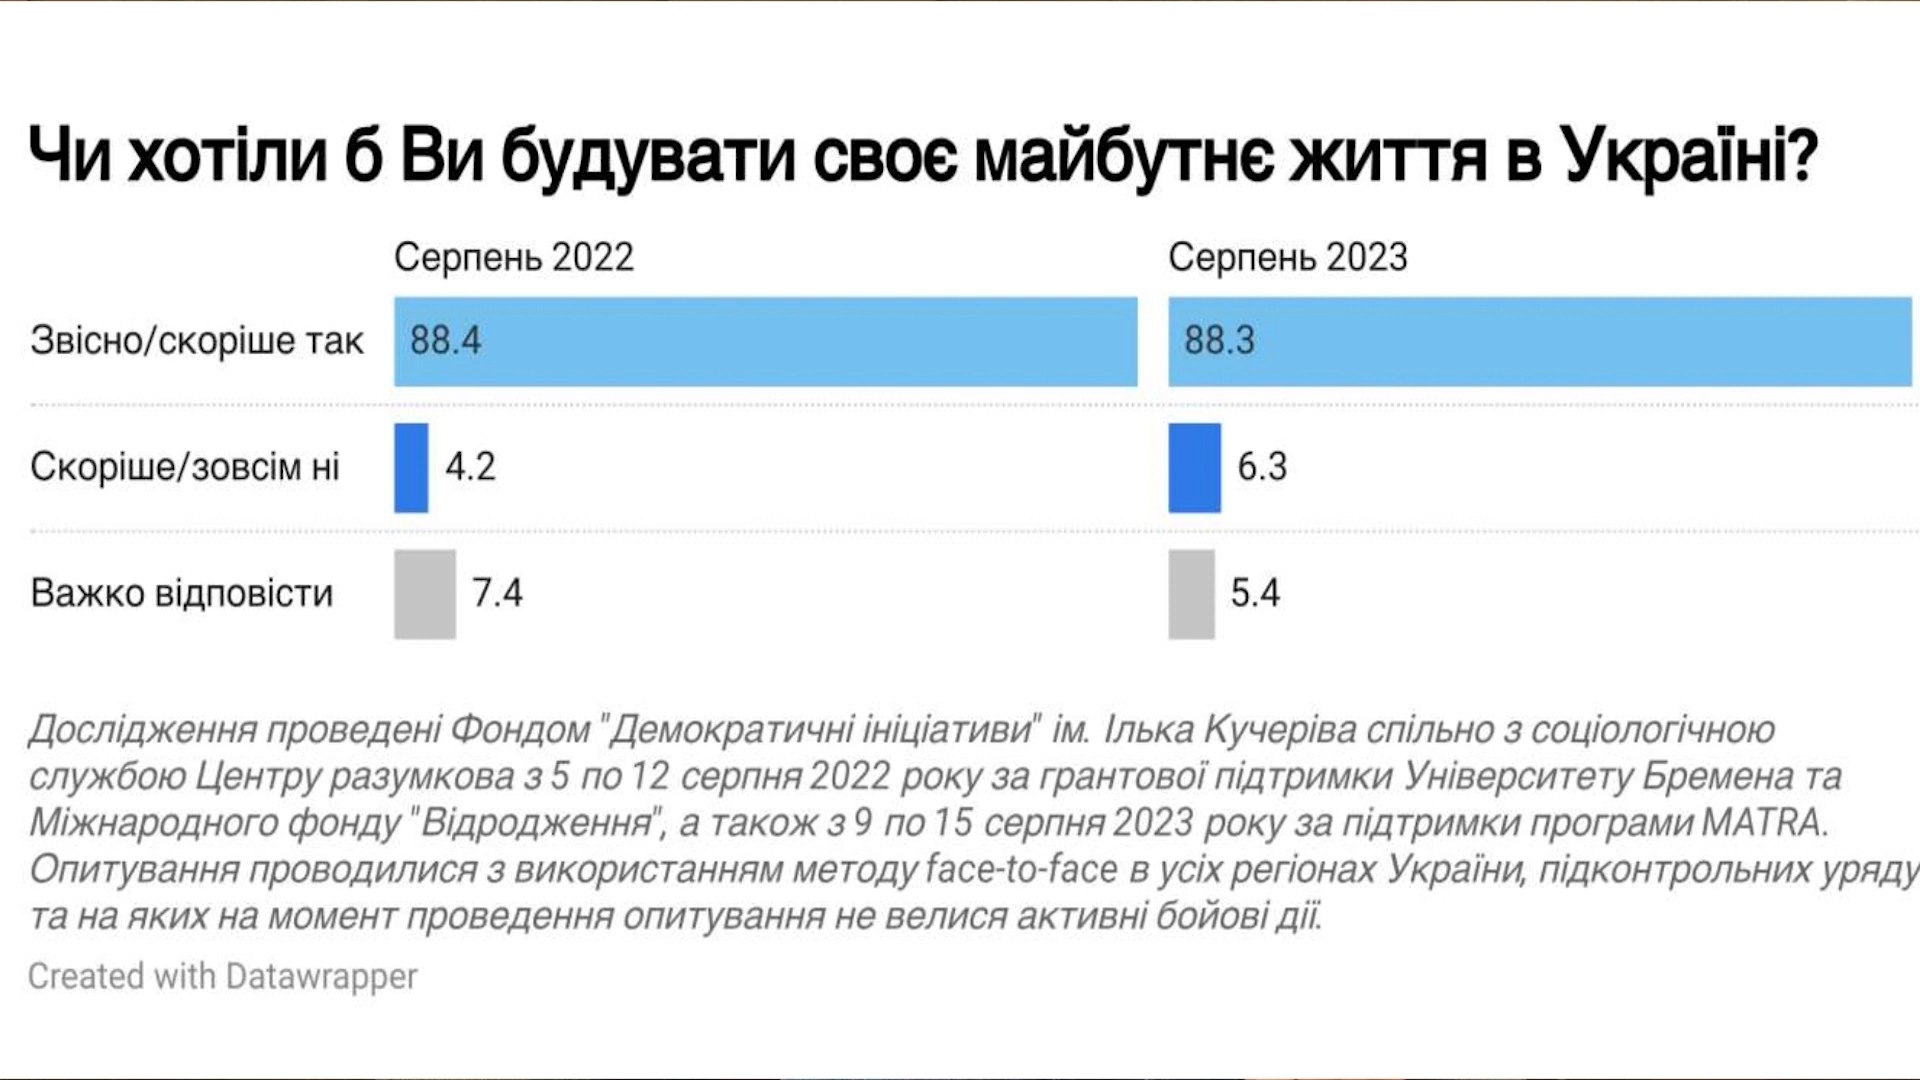 Чи хотіли б Ви будувати своє майбутнє життя в Україні?
Серпень 2022 Серпень 2023
Звісно/скоріше так 88.4 88.3
Скоріше/зовсім ні 4.2 6.3
Важко відповісти 7.4 5.4
Дослідження проведені Фондом "Демократичні ініціативи" ім. Ілька Кучеріва спільно з соціологічною
службою Центру разумкова з 5 по 12 серпня 2022 року за грантової підтримки Університету Бремена та
Міжнародного фонду "Відродження", а також з 9 по 15 серпня 2023 року за підтримки програми MATRA.
Опитування проводилися з використанням методу face-to-face в усіх регіонах України, підконтрольних уряду
та на яких на момент проведення опитування не велися активні бойові дії.
Created with Datawrapper